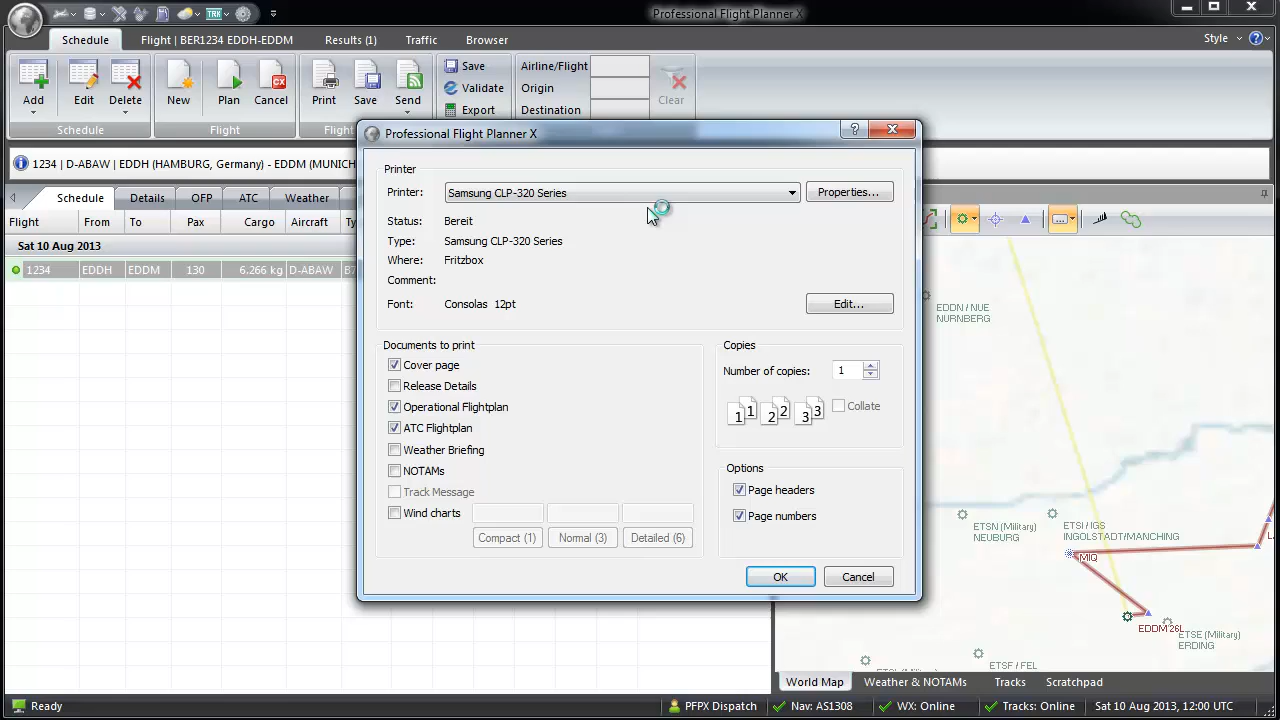 Professional Flight Planner X
Schedule Flight | BER1234 EDDH-EDDM Results (1) Traffic Browser Style
Add Edit Delete New Plan Cancel Print Save Send Save Airline/Flight
Validate Origin Clear
Export Destination
Schedule Flight Flight
1234 | D-ABAW | EDDH (HAMBURG, Germany) - EDDM (MUNICH
Schedule Details OFP ATC Weather
Flight From To Pax Cargo Aircraft
Sat 10 Aug 2013
1234 EDDH EDDM 130 6.266 kg D-ABAW
Professional Flight Planner X
Printer
Printer: Samsung CLP-320 Series Properties...
Status: Bereit
Type: Samsung CLP-320 Series
Where: Fritzbox
Comment:
Font: Consolas 12pt Edit...
Documents to print
Cover page
Release Details
Operational Flightplan
ATC Flightplan
Weather Briefing
NOTAMs
Track Message
Wind charts
Compact (1) Normal (3) Detailed (6)
Copies
Number of copies: 1
1 1 2 2 3 3 Collate
Options
Page headers
Page numbers
OK Cancel
EDDN / NUE
NURNBERG
ETSN (Military)
NEUBURG
ETSI / IGS
INGOLSTADT/MANCHING
MIQ
EDDM 26L
ETSE (Military)
ERDING
ETSF / FEL
World Map Weather & NOTAMs Tracks Scratchpad
Ready PFPX Dispatch Nav: AS1308 WX: Online Tracks: Online Sat 10 Aug 2013, 12:00 UTC